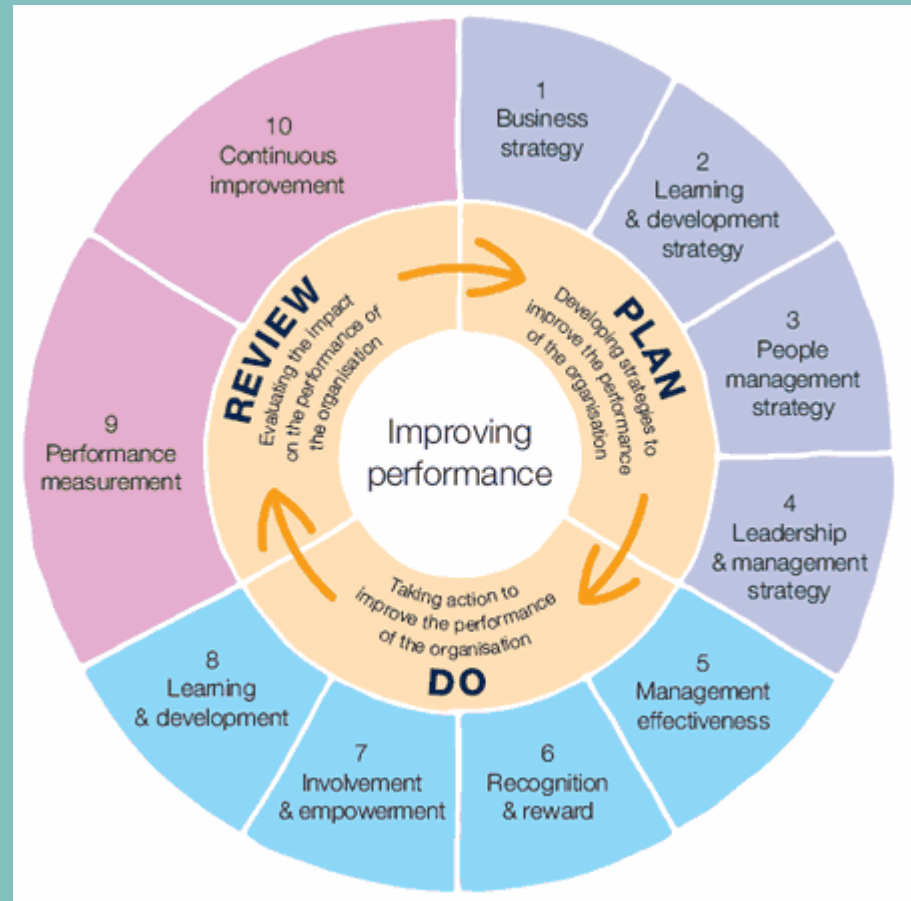 1
Business
strategy
2
Learning
& development
strategy
3
People
management
strategy
4
Leadership
& management
strategy
5
Management
effectiveness
6
Recognition
& reward
7
Involvement
& empowerment
8
Learning
& development
9
Performance
measurement
10
Continuous
improvement
PLAN
Developing strategies to
improve the performance
of the organisation
DO
Taking action to
improve the performance
of the organisation
REVIEW
Evaluating the impact
on the performance of
the organisation
Improving
performance